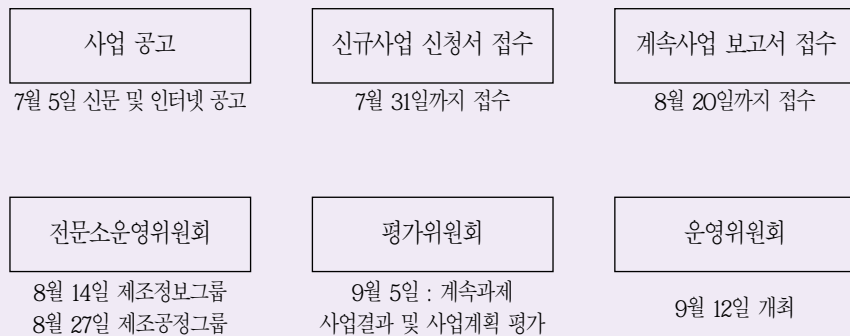 사업 공고
7월 5일 신문 및 인터넷 공고
신규사업 신청서 접수
7월 31일까지 접수
계속사업 보고서 접수
8월 20일까지 접수
전문소운영위원회
8월 14일 제조정보그룹
8월 27일 제조공정그룹
평가위원회
9월 5일 : 계속과제
사업결과 및 사업계획 평가
운영위원회
9월 12일 개최